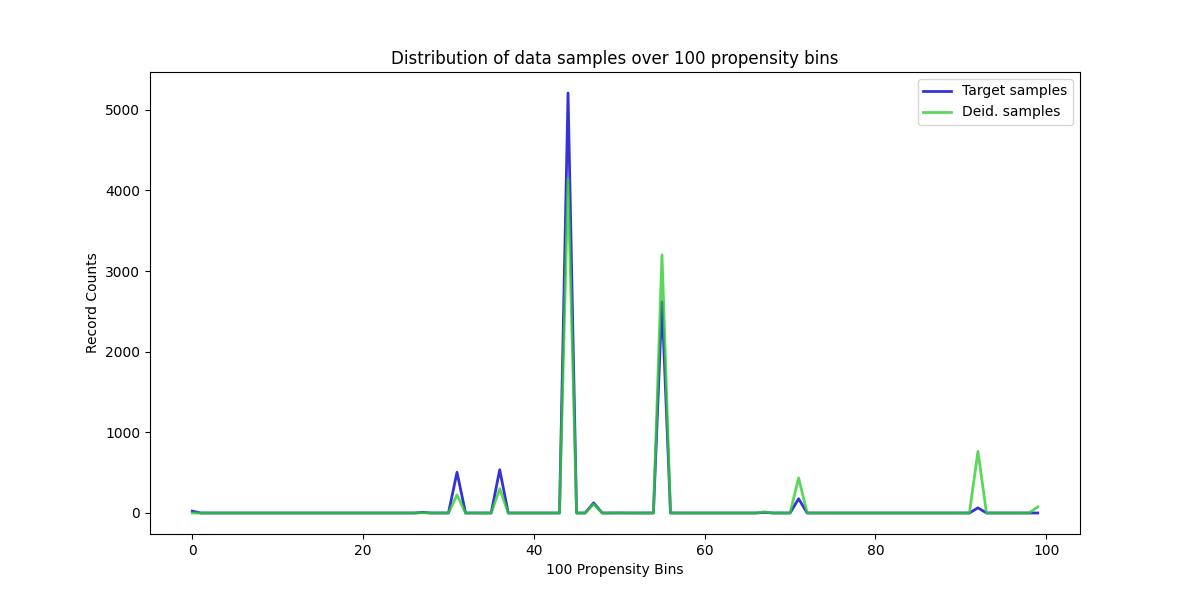 Distribution of data samples over 100 propensity bins
Target samples
Deid. samples
5000
4000
3000
2000
1000
0
Record Counts
0 20 40 60 80 100
100 Propensity Bins